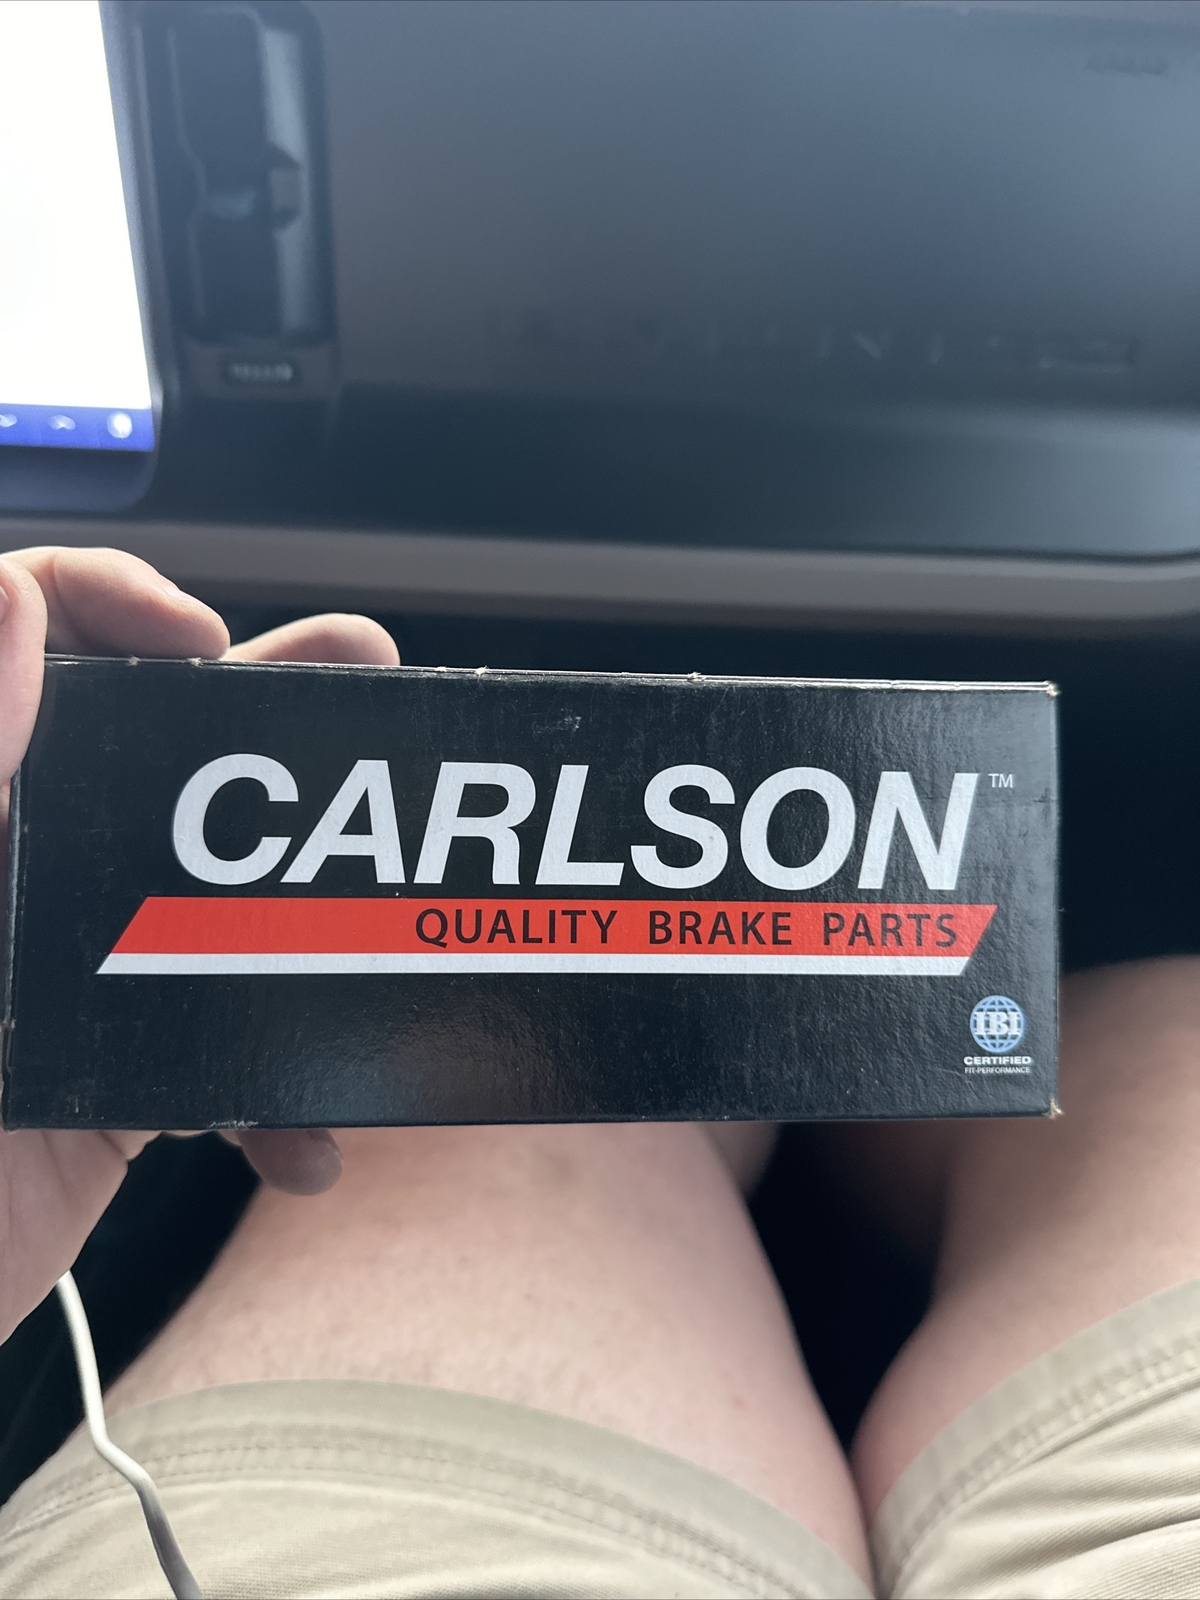 CARLSON™
QUALITY BRAKE PARTS
IBI
CERTIFIED
FIT-PERFORMANCE